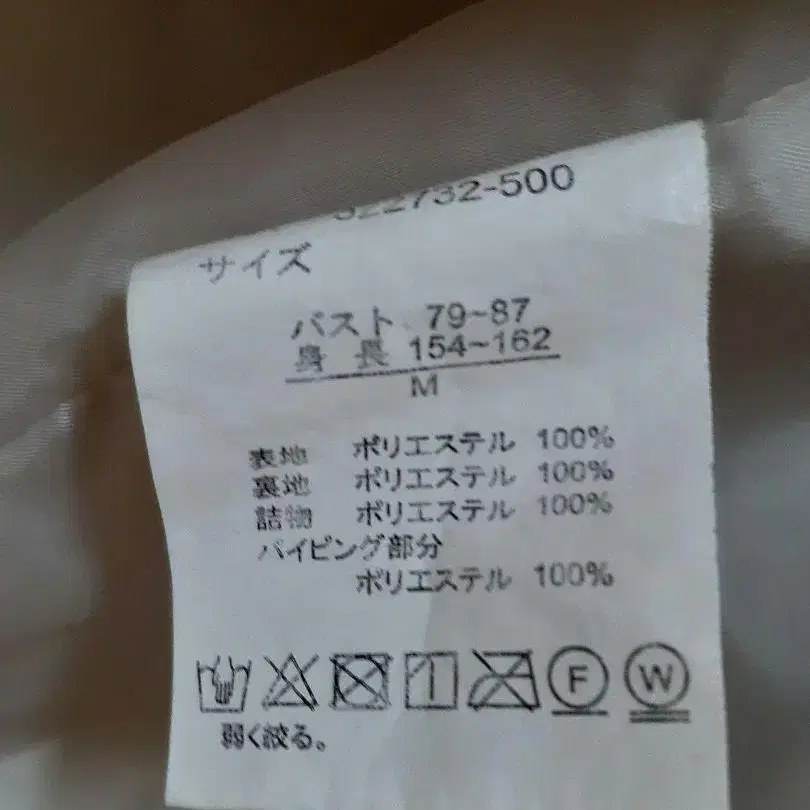 322732-500
サイズ
バスト 79~87
身長 154~162
M
表地 ポリエステル 100%
裏地 ポリエステル 100%
詰物 ポリエステル 100%
パイピング部分
ポリエステル 100%
F W
弱く絞る。